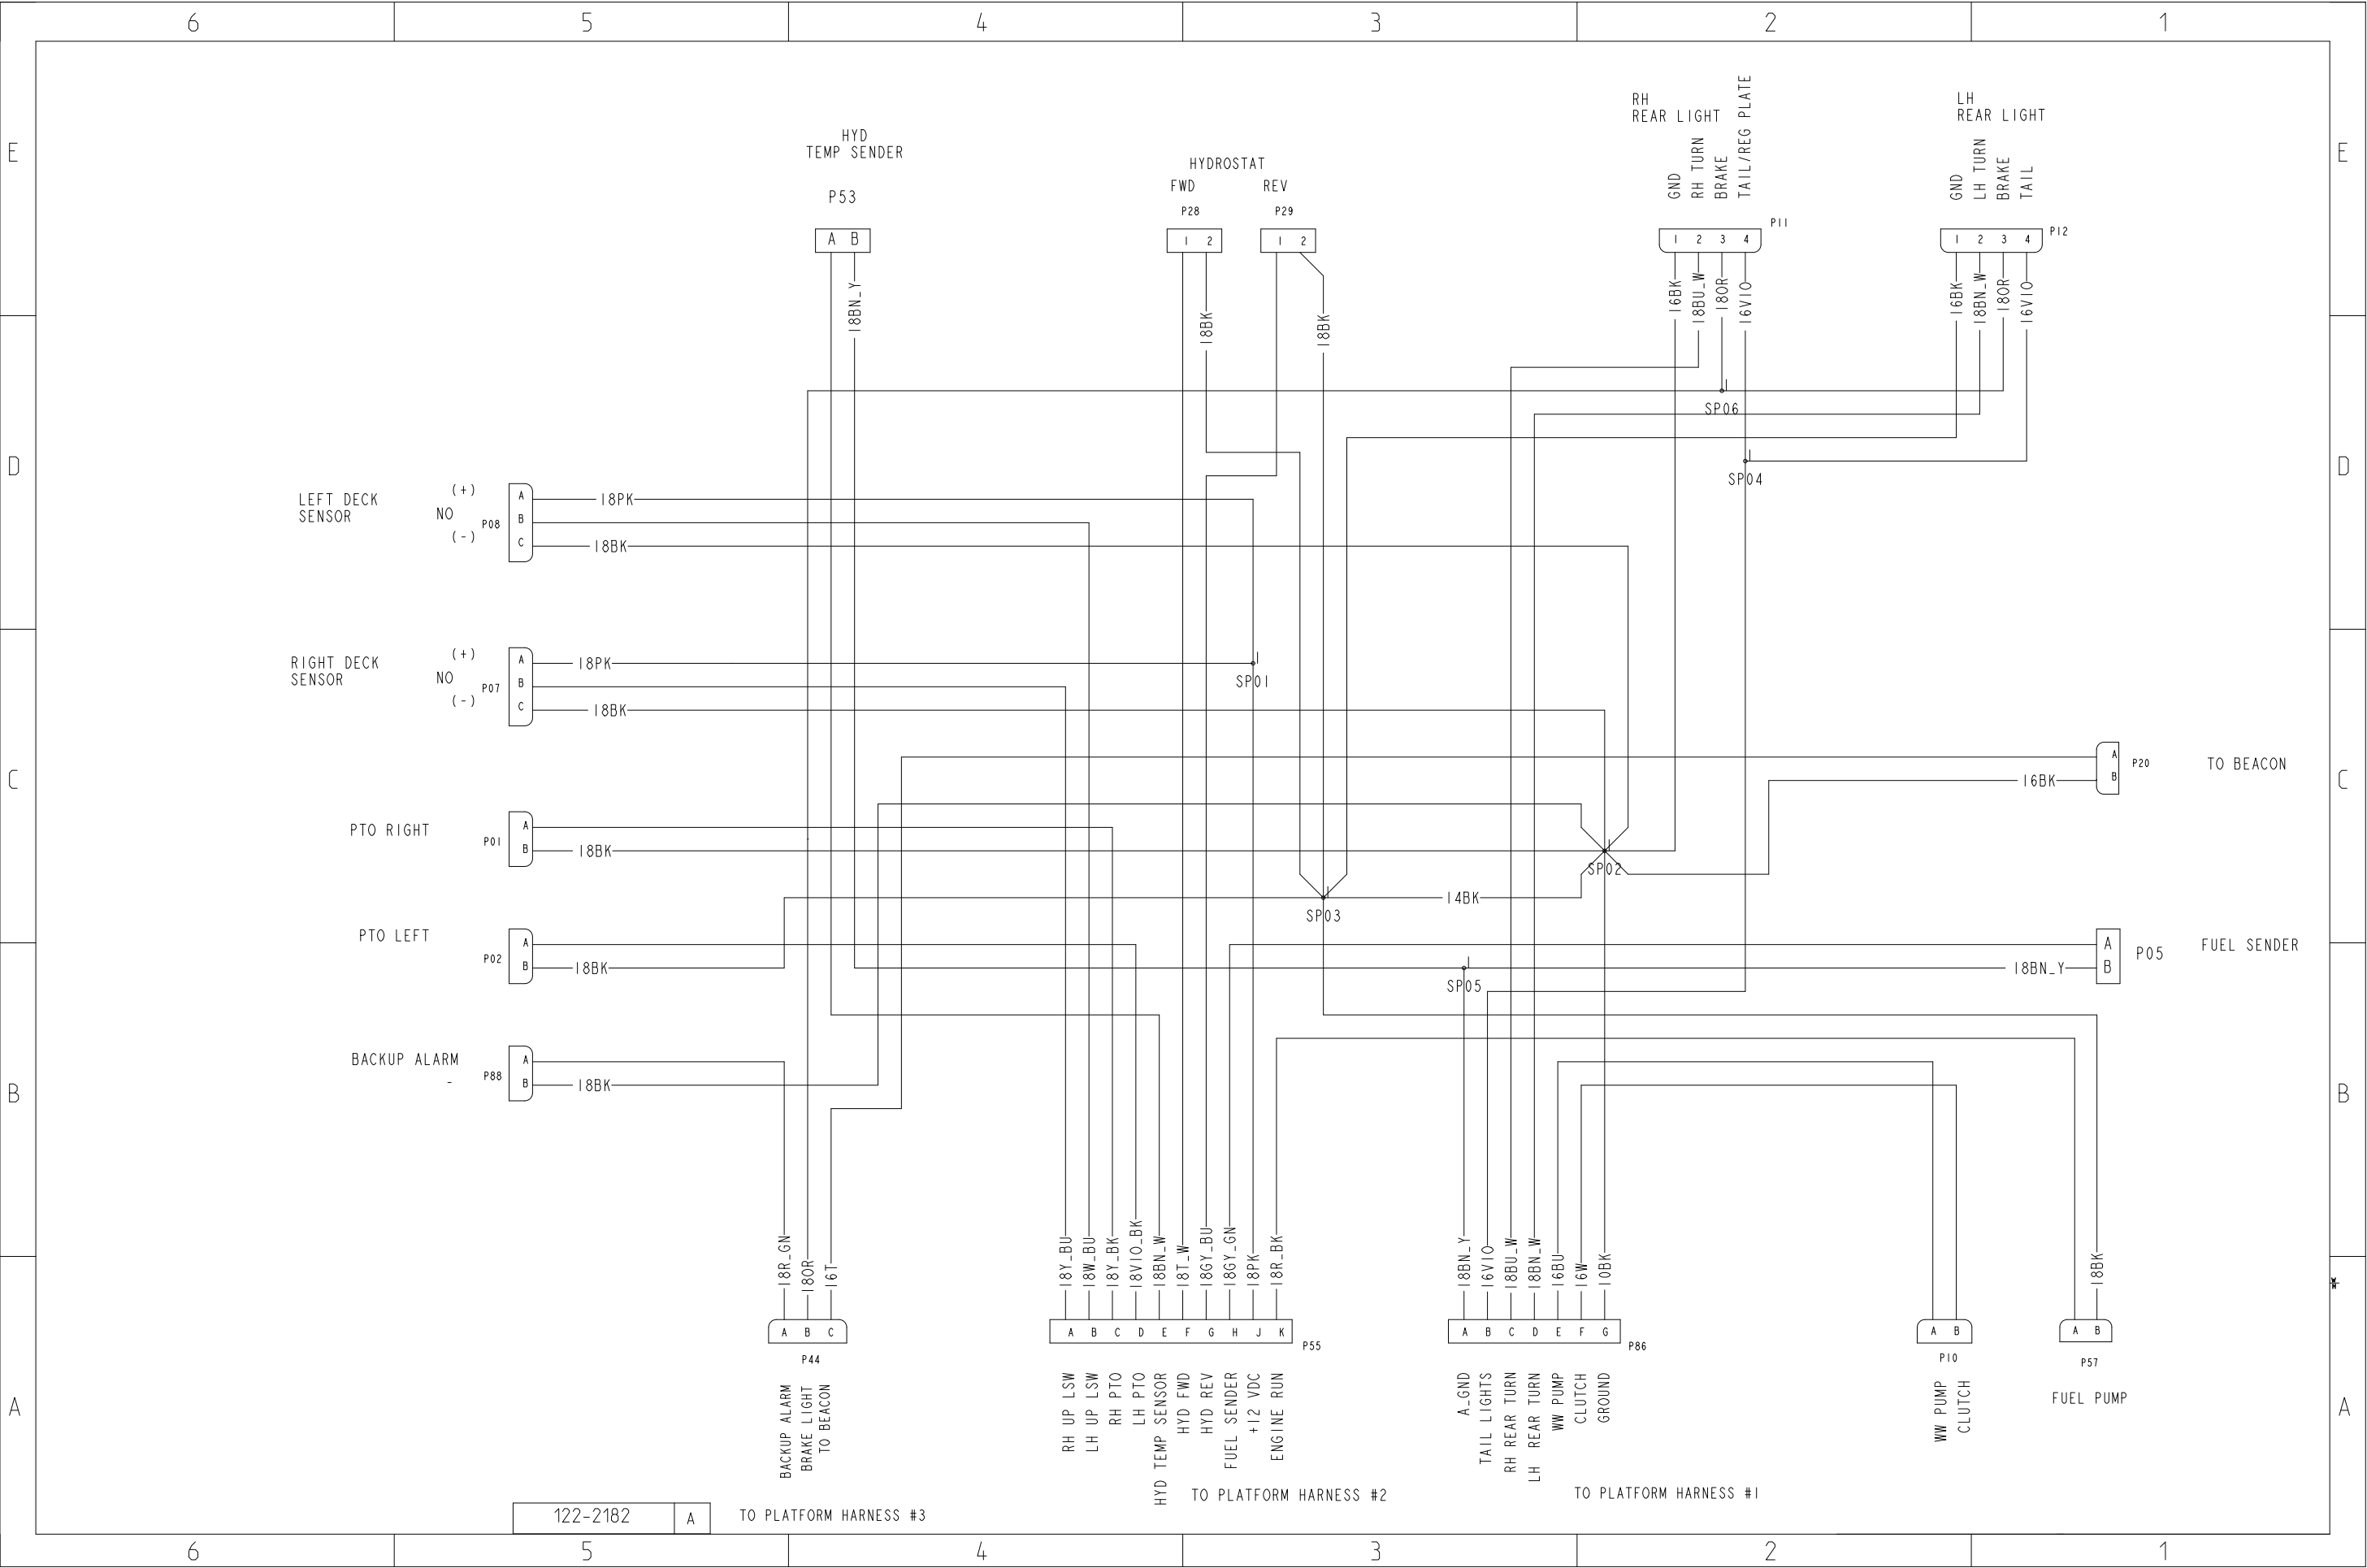 6 5 4 3 2 1
E E
D D
C C
B B
A A
HYD
TEMP SENDER
P53
A B
18BN_Y
HYDROSTAT
FWD REV
P28 P29
1 2
1 2
18BK
18BK
RH
REAR LIGHT
GND
RH TURN
BRAKE
TAIL/REG PLATE
P11
1 2 3 4
16BK
18BU_W
18OR
16VIO
LH
REAR LIGHT
GND
LH TURN
BRAKE
TAIL
P12
1 2 3 4
16BK
18BN_W
18OR
16VIO
SP06
SP04
LEFT DECK
SENSOR
(+)
NO
(-)
P08
A
B
C
18PK
18BK
RIGHT DECK
SENSOR
(+)
NO
(-)
P07
A
B
C
18PK
18BK
SP01
A
B
P20
TO BEACON
16BK
PTO RIGHT
P01
A
B
18BK
SP02
14BK
SP03
PTO LEFT
P02
A
B
18BK
A
B
P05
FUEL SENDER
18BN_Y
SP05
BACKUP ALARM
-
P88
A
B
18BK
18R_GN
18OR
16T
A B C
P44
BACKUP ALARM
BRAKE LIGHT
TO BEACON
TO PLATFORM HARNESS #3
18Y_BU
18W_BU
18Y_BK
18VIO_BK
18BN_W
18T_W
18GY_BU
18GY_GN
18PK
18R_BK
A B C D E F G H J K
P55
RH UP LSW
LH UP LSW
RH PTO
LH PTO
HYD TEMP SENSOR
HYD FWD
HYD REV
FUEL SENDER
+12 VDC
ENGINE RUN
TO PLATFORM HARNESS #2
18BN_Y
16VIO
18BU_W
18BN_W
16BU
16W
10BK
A B C D E F G
P86
A_GND
TAIL LIGHTS
RH REAR TURN
LH REAR TURN
WW PUMP
CLUTCH
GROUND
TO PLATFORM HARNESS #1
A B
P10
WW PUMP
CLUTCH
18BK
A B
P57
FUEL PUMP
122-2182 A
6 5 4 3 2 1